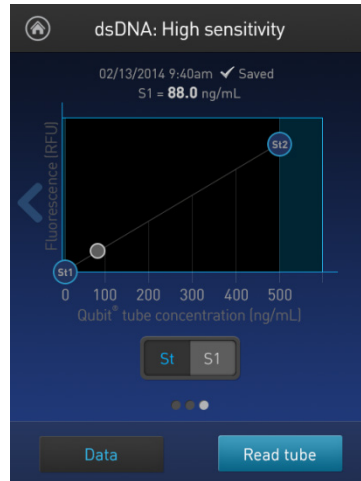 dsDNA: High sensitivity
02/13/2014 9:40am ✔ Saved
S1 = 88.0 ng/mL
Fluorescence (RFU)
St2
St1
0 100 200 300 400 500
Qubit® tube concentration (ng/mL)
St S1
Data Read tube